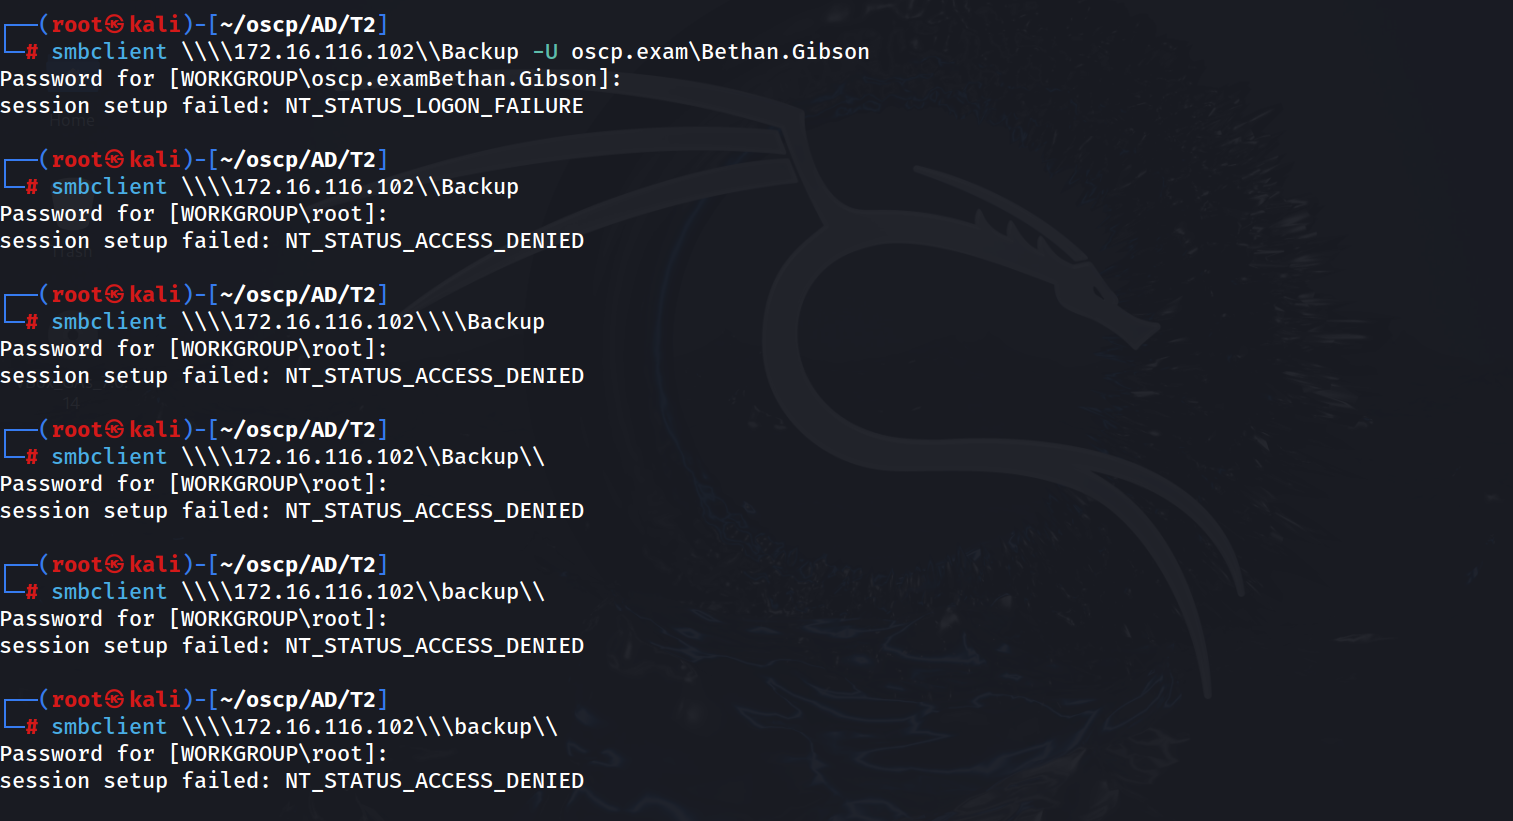 ┌──(root㉿kali)-[~/oscp/AD/T2]
└─# smbclient \\\\172.16.116.102\\Backup -U oscp.exam\Bethan.Gibson
Password for [WORKGROUP\oscp.examBethan.Gibson]:
session setup failed: NT_STATUS_LOGON_FAILURE
Home
┌──(root㉿kali)-[~/oscp/AD/T2]
└─# smbclient \\\\172.16.116.102\\Backup
Password for [WORKGROUP\root]:
session setup failed: NT_STATUS_ACCESS_DENIED
Trash
┌──(root㉿kali)-[~/oscp/AD/T2]
└─# smbclient \\\\172.16.116.102\\\\Backup
Password for [WORKGROUP\root]:
session setup failed: NT_STATUS_ACCESS_DENIED
14
┌──(root㉿kali)-[~/oscp/AD/T2]
└─# smbclient \\\\172.16.116.102\\Backup\\
Password for [WORKGROUP\root]:
session setup failed: NT_STATUS_ACCESS_DENIED
┌──(root㉿kali)-[~/oscp/AD/T2]
└─# smbclient \\\\172.16.116.102\\backup\\
Password for [WORKGROUP\root]:
session setup failed: NT_STATUS_ACCESS_DENIED
┌──(root㉿kali)-[~/oscp/AD/T2]
└─# smbclient \\\\172.16.116.102\\\backup\\
Password for [WORKGROUP\root]:
session setup failed: NT_STATUS_ACCESS_DENIED